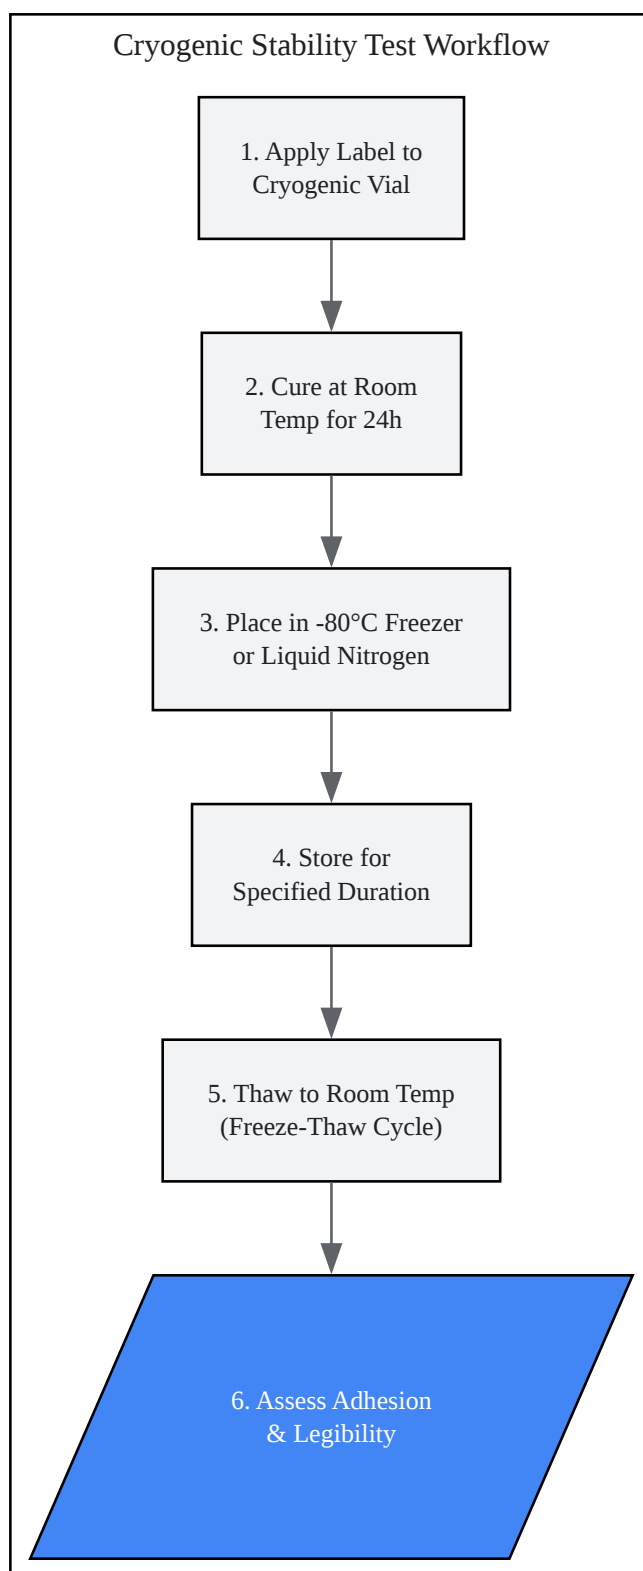 Cryogenic Stability Test Workflow
1. Apply Label to
Cryogenic Vial
2. Cure at Room
Temp for 24h
3. Place in -80°C Freezer
or Liquid Nitrogen
4. Store for
Specified Duration
5. Thaw to Room Temp
(Freeze-Thaw Cycle)
6. Assess Adhesion
& Legibility